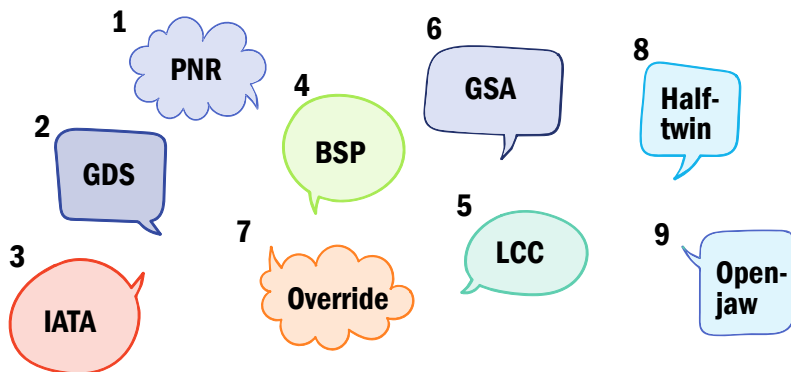 1
PNR
2
GDS
3
IATA
4
BSP
5
LCC
6
GSA
7
Override
8
Half-
twin
9
Open-
jaw